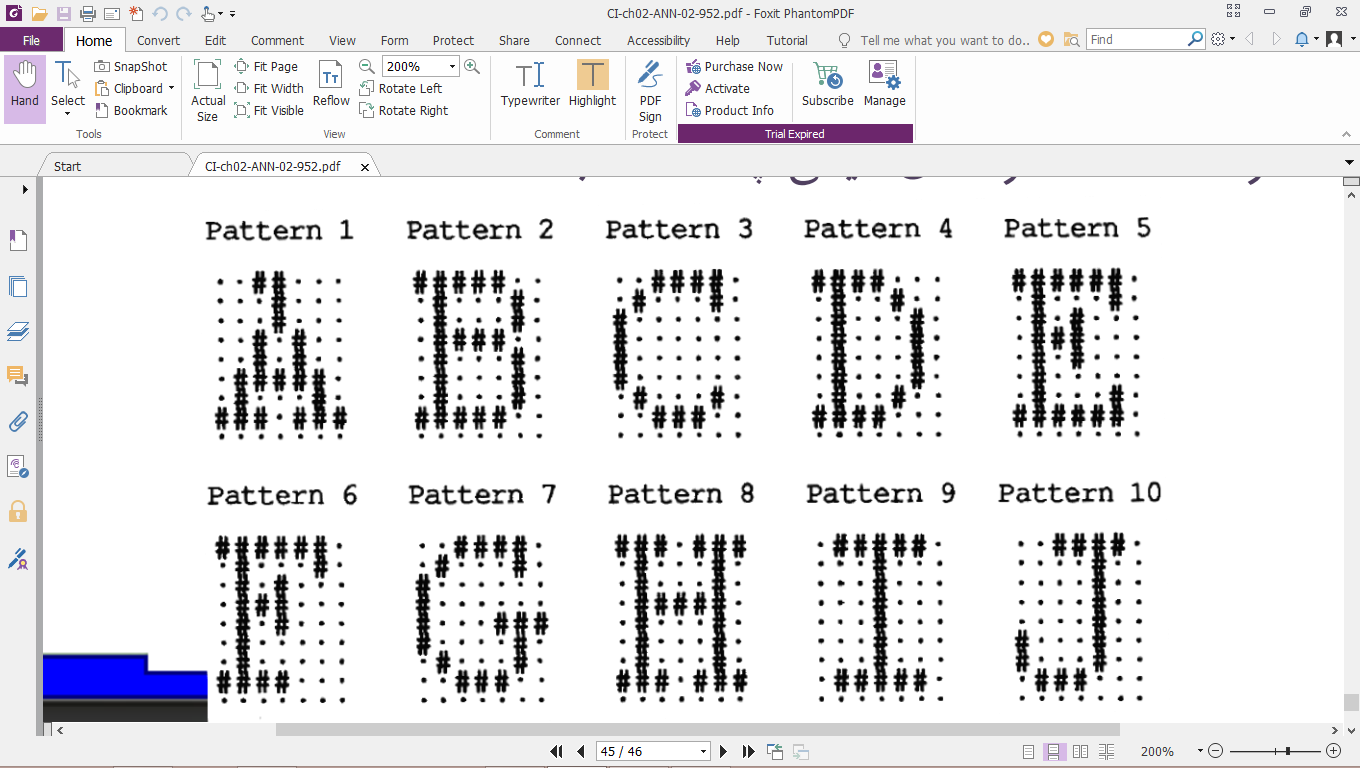 CI-ch02-ANN-02-952.pdf - Foxit PhantomPDF
File Home Convert Edit Comment View Form Protect Share Connect Accessibility Help Tutorial Tell me what you want to do.. Find
Hand Select SnapShot Clipboard Bookmark Actual Size Fit Page Fit Width Fit Visible Reflow 200% Rotate Left Rotate Right Typewriter Highlight PDF Sign Purchase Now Activate Product Info Subscribe Manage
Tools View Comment Protect Trial Expired
Start CI-ch02-ANN-02-952.pdf
Pattern 1 Pattern 2 Pattern 3 Pattern 4 Pattern 5
..##... #####.. ..####. ####... ######.
...#... .#...#. .#...#. .#..#.. .#...#.
...#... .#...#. #...... .#...#. .#.#...
..#.#.. .####.. #...... .#...#. .###...
..#.#.. .#...#. #...... .#...#. .#.#...
.#####. .#...#. #...... .#...#. .#.....
.#...#. .#...#. .#...#. .#..#.. .#...#.
###.### #####.. ..###.. ####... ######.
....... ....... ....... ....... .......
Pattern 6 Pattern 7 Pattern 8 Pattern 9 Pattern 10
######. ..####. ###.### .#####. ..####.
.#...#. .#...#. .#...#. ...#... ....#..
.#.#... #...... .#...#. ...#... ....#..
.###... #...... .#####. ...#... ....#..
.#.#... #...### .#...#. ...#... ....#..
.#..... #....#. .#...#. ...#... #...#..
.#..... .#...#. .#...#. ...#... #...#..
####... ..###.. ###.### .#####. .###...
....... ....... ....... ....... .......
45 / 46 200%